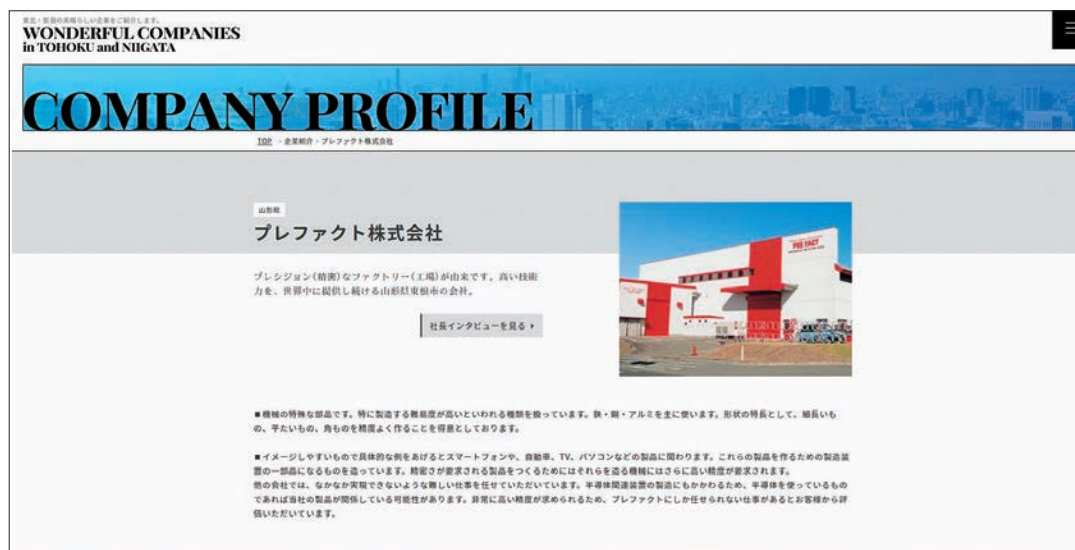 東北・新潟の素晴らしい企業をご紹介します。
WONDERFUL COMPANIES
in TOHOKU and NIIGATA
COMPANY PROFILE
TOP › 企業紹介 › プレファクト株式会社
山形県
プレファクト株式会社
PRE FACT
プレシジョン(精密)なファクトリー(工場)が由来です。高い技術
力を、世界中に提供し続ける山形県東根市の会社。
社長インタビューを見る
■機械の特殊な部品です。特に製造する難易度が高いといわれる種類を扱っています。鉄・銅・アルミを主に使います。形状の特長として、細長いも
の、平たいもの、角ものを精度よく作ることを得意としております。
■イメージしやすいもので具体的な例をあげるとスマートフォンや、自動車、TV、パソコンなどの製品に関わります。これらの製品を作るための製造装
置の一部品になるものを造っています。精密さが要求される製品をつくるためにはそれらを造る機械にはさらに高い精度が要求されます。
他の会社では、なかなか実現できないような難しい仕事を任せていただいています。半導体関連装置の製造にもかかわるため、半導体を使っているもの
であれば当社の製品が関係している可能性があります。非常に高い精度が求められるため、プレファクトにしか任せられない仕事があるとお客様から評
価いただいています。